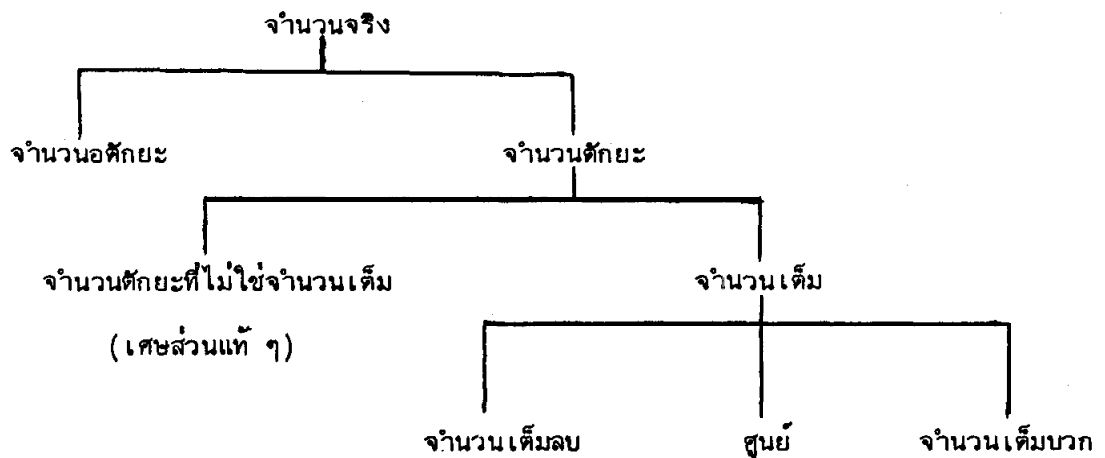 จำนวนจริง
จำนวนอตักยะ จำนวนตักยะ
จำนวนตักยะที่ไม่ใช่จำนวนเต็ม จำนวนเต็ม
(เศษส่วนแท้ ๆ)
จำนวนเต็มลบ ศูนย์ จำนวนเต็มบวก